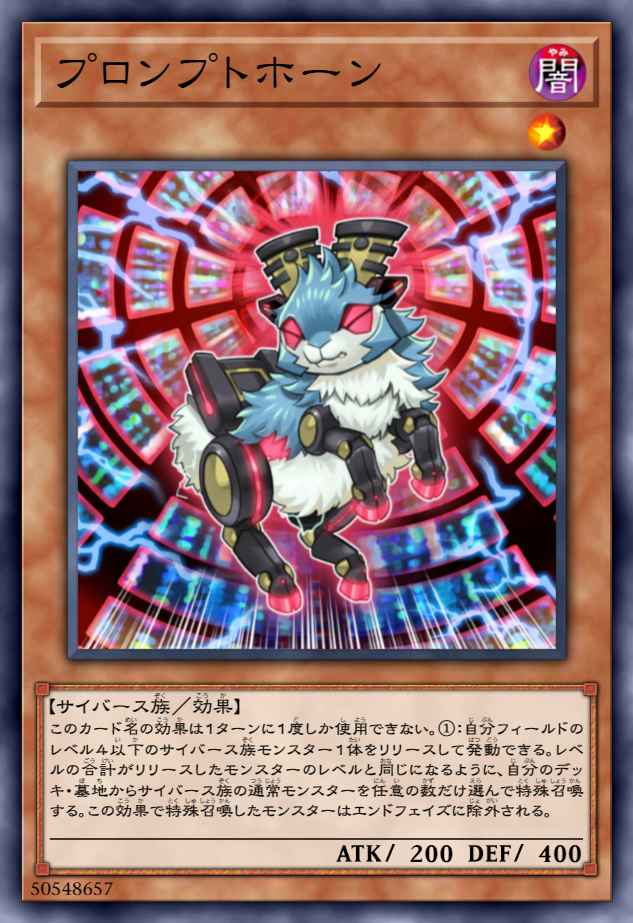 プロンプトホーン
やみ
闇
【サイバース族／効果】
このカード名の効果は1ターンに1度しか使用できない。①：自分フィールドの
レベル4以下のサイバース族モンスター1体をリリースして発動できる。レベ
ルの合計がリリースしたモンスターのレベルと同じになるように、自分のデッ
キ・墓地からサイバース族の通常モンスターを任意の数だけ選んで特殊召喚
する。この効果で特殊召喚したモンスターはエンドフェイズに除外される。
ATK/ 200 DEF/ 400
50548657